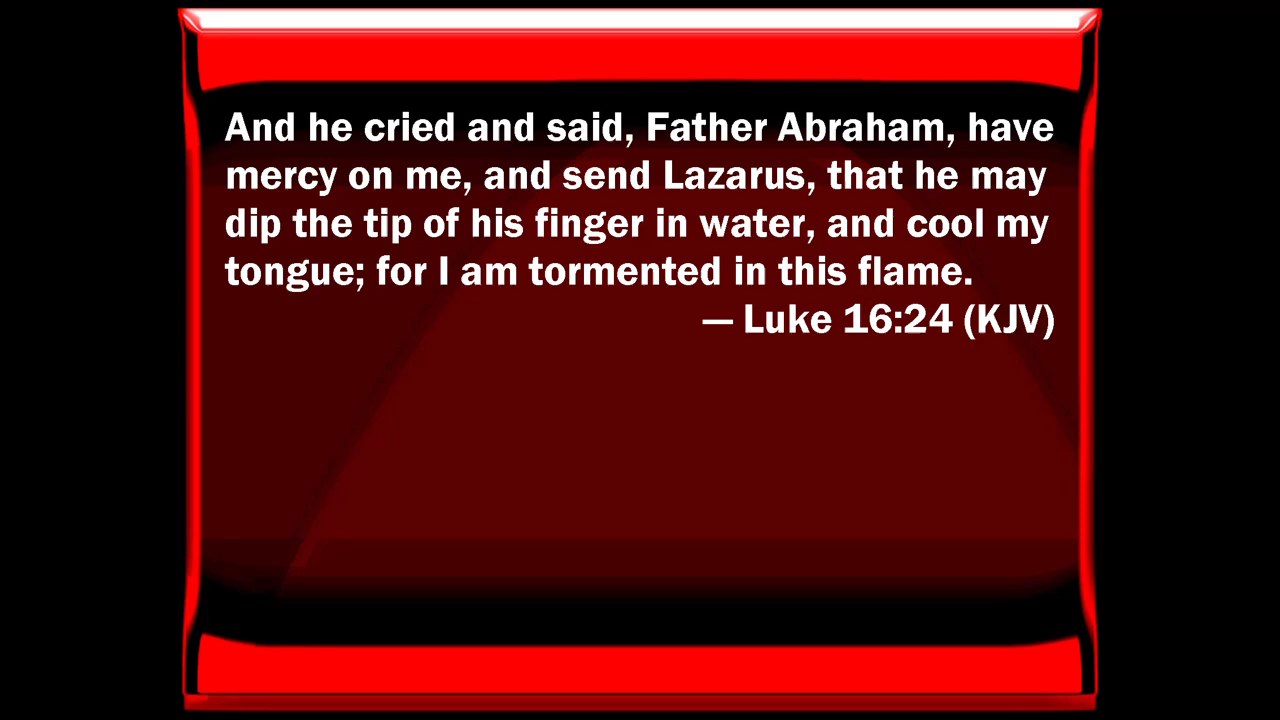 And he cried and said, Father Abraham, have
mercy on me, and send Lazarus, that he may
dip the tip of his finger in water, and cool my
tongue; for I am tormented in this flame.
— Luke 16:24 (KJV)